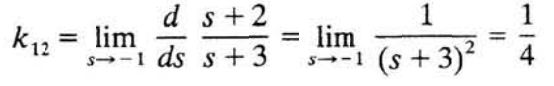 k₁₂ = lim_{s→−1} d/ds (s + 2)/(s + 3) = lim_{s→−1} 1/(s + 3)² = 1/4